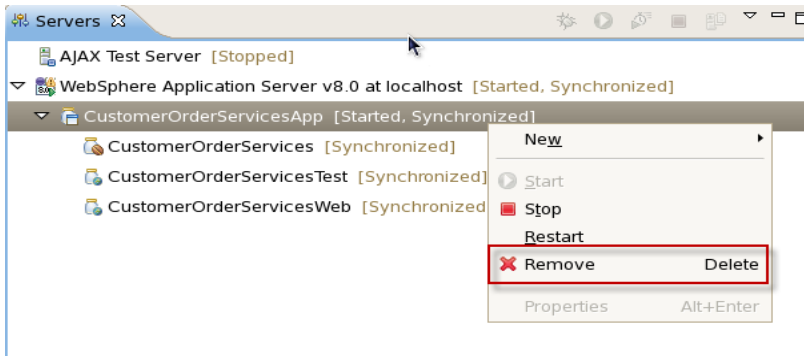 Servers
AJAX Test Server [Stopped]
WebSphere Application Server v8.0 at localhost [Started, Synchronized]
CustomerOrderServicesApp [Started, Synchronized]
CustomerOrderServices [Synchronized]
CustomerOrderServicesTest [Synchronized]
CustomerOrderServicesWeb [Synchronized
New
Start
Stop
Restart
Remove Delete
Properties Alt+Enter